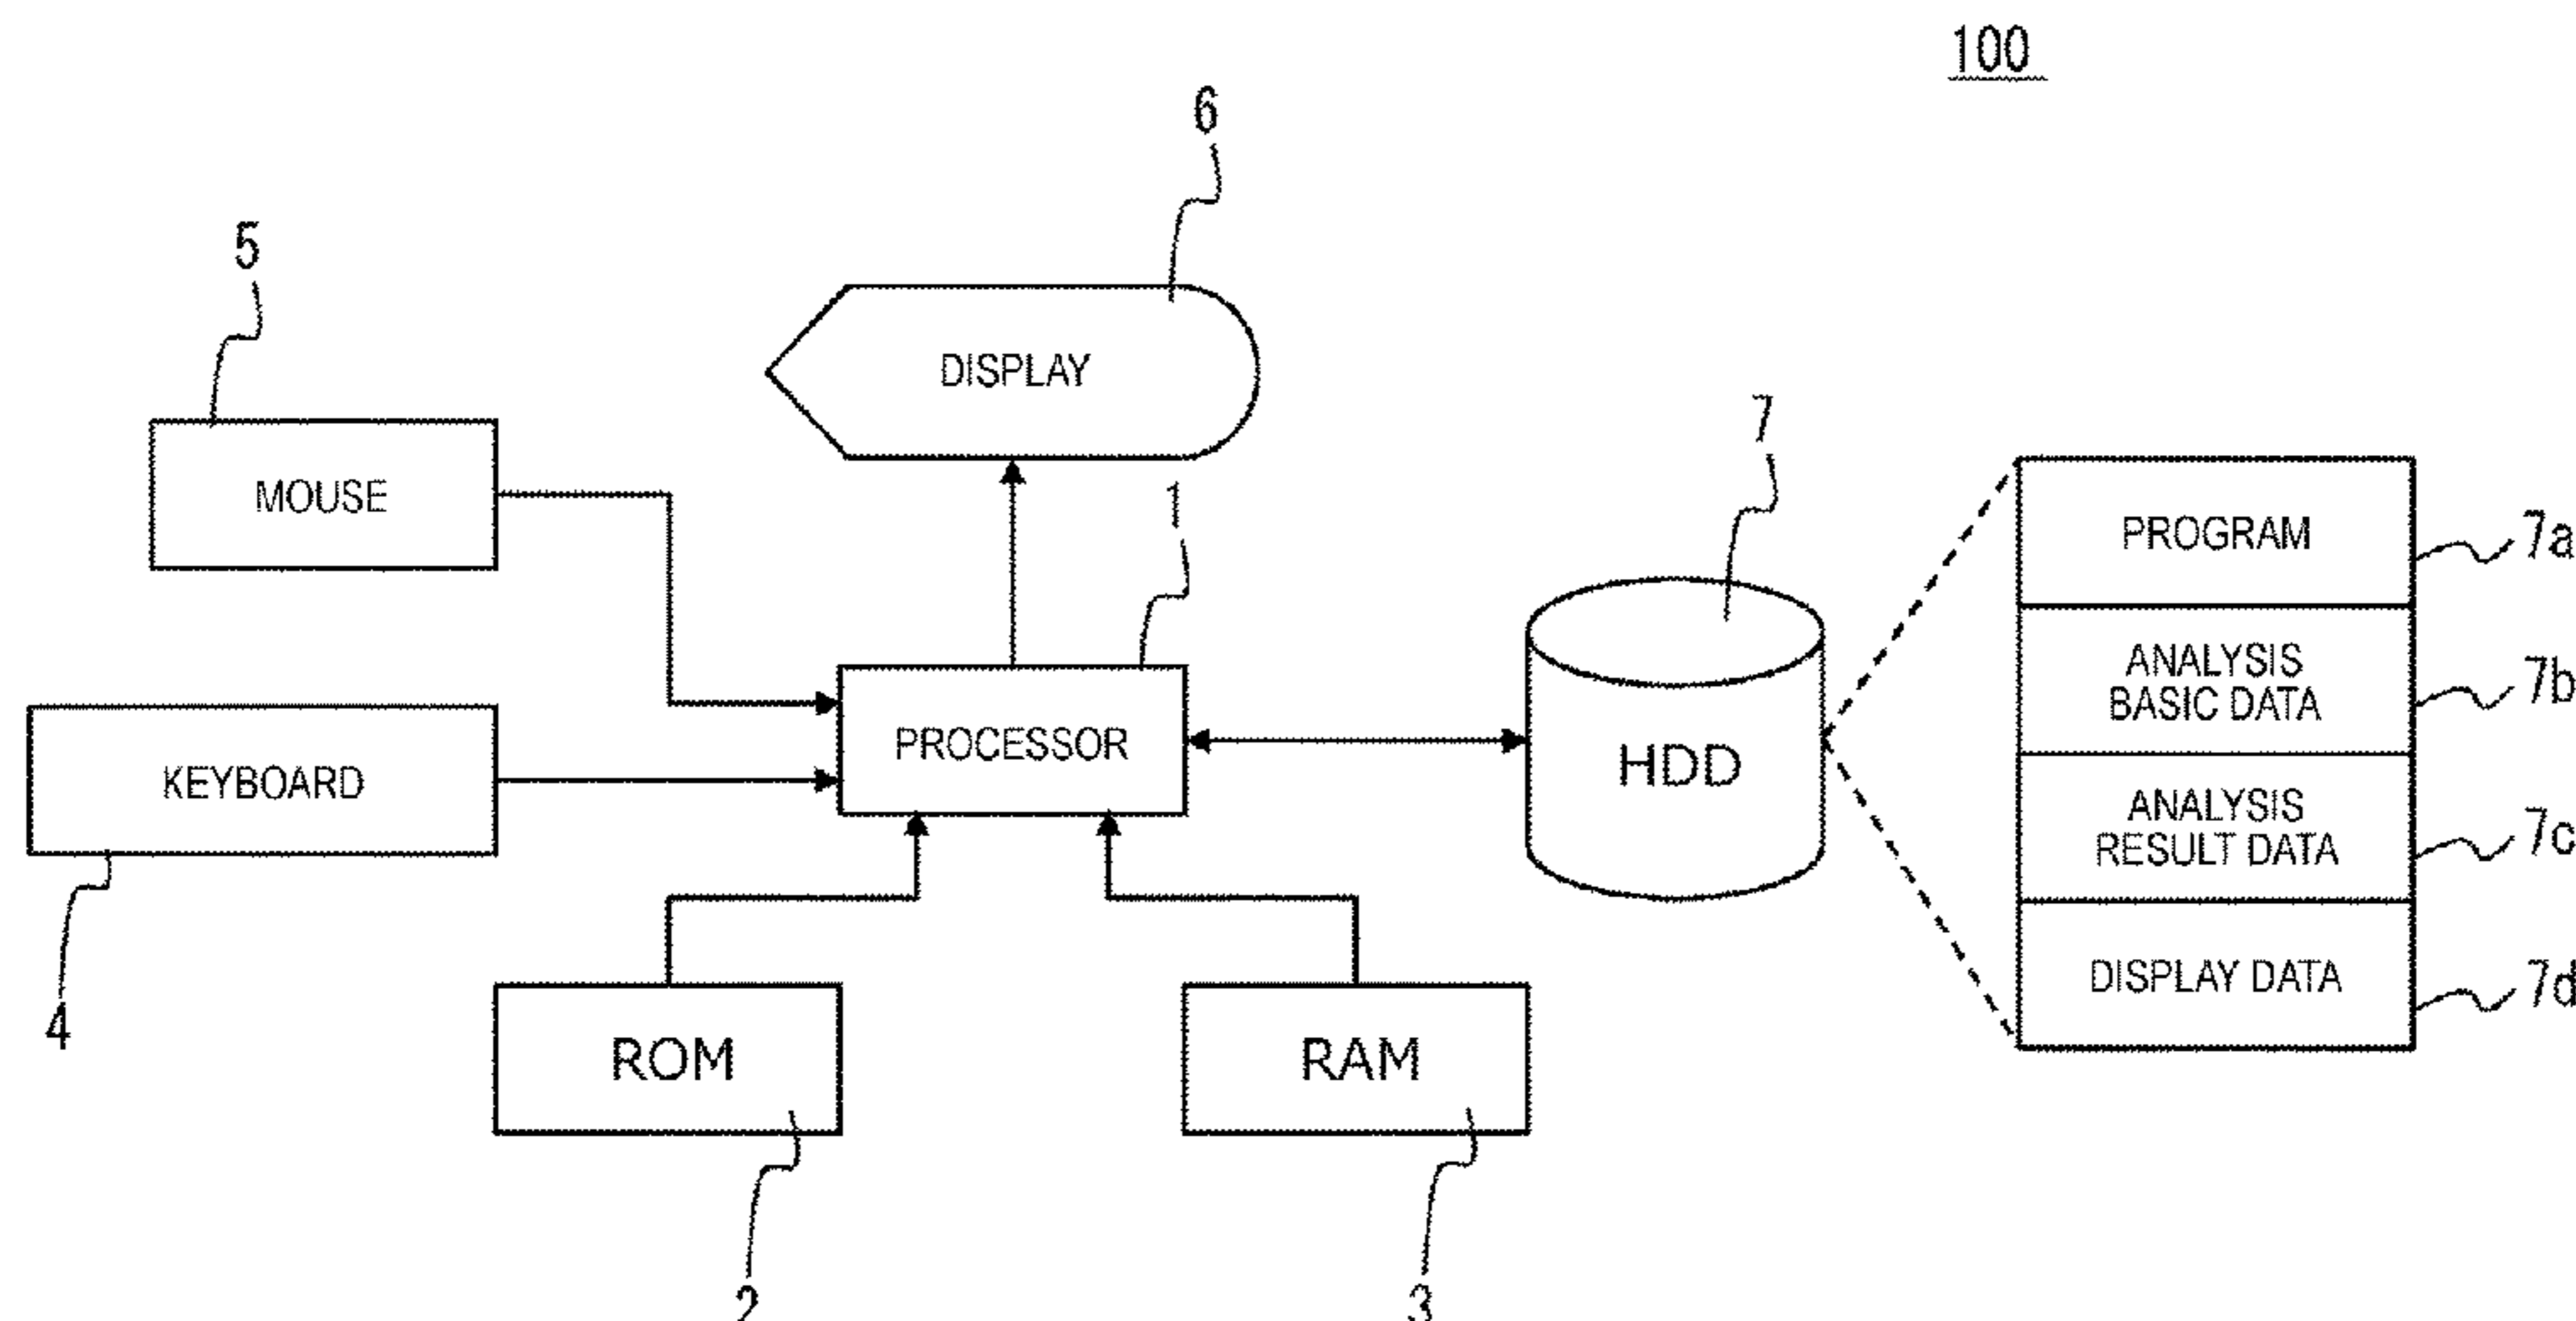 100
6
5
DISPLAY
7
1
MOUSE
PROGRAM
7a
ANALYSIS
BASIC DATA
7b
PROCESSOR
HDD
KEYBOARD
ANALYSIS
RESULT DATA
7c
DISPLAY DATA
7d
4
ROM
RAM
2
3